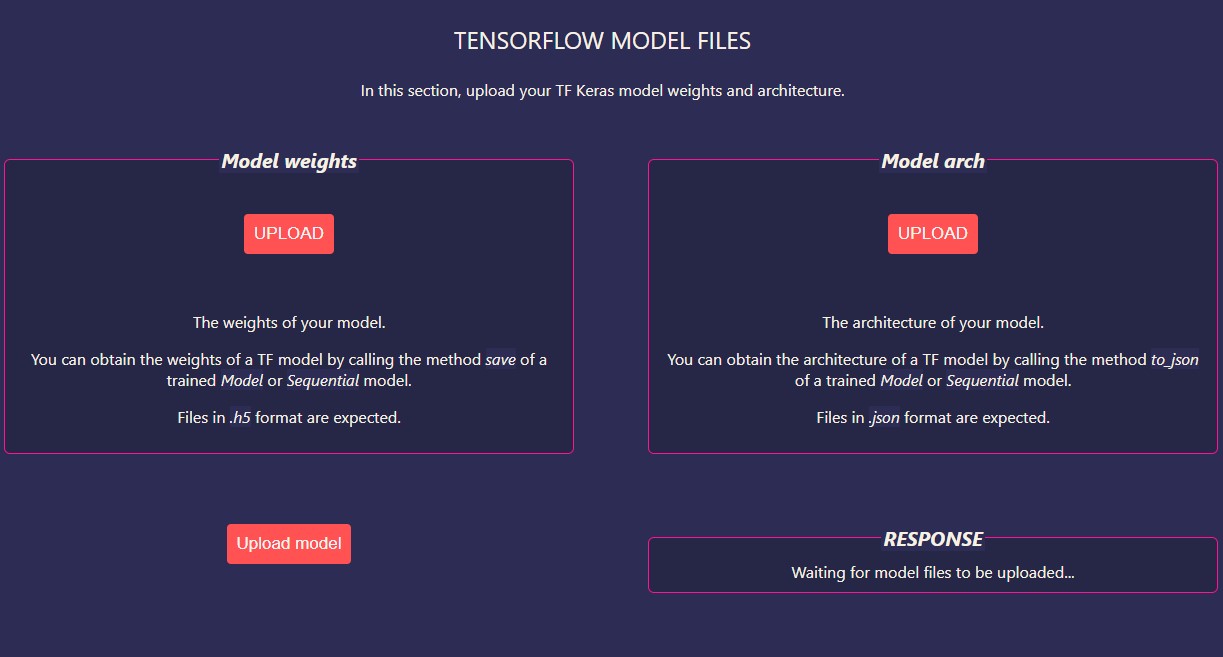 TENSORFLOW MODEL FILES
In this section, upload your TF Keras model weights and architecture.
Model weights
UPLOAD
The weights of your model.
You can obtain the weights of a TF model by calling the method save of a
trained Model or Sequential model.
Files in .h5 format are expected.
Model arch
UPLOAD
The architecture of your model.
You can obtain the architecture of a TF model by calling the method to_json
of a trained Model or Sequential model.
Files in .json format are expected.
Upload model
RESPONSE
Waiting for model files to be uploaded...